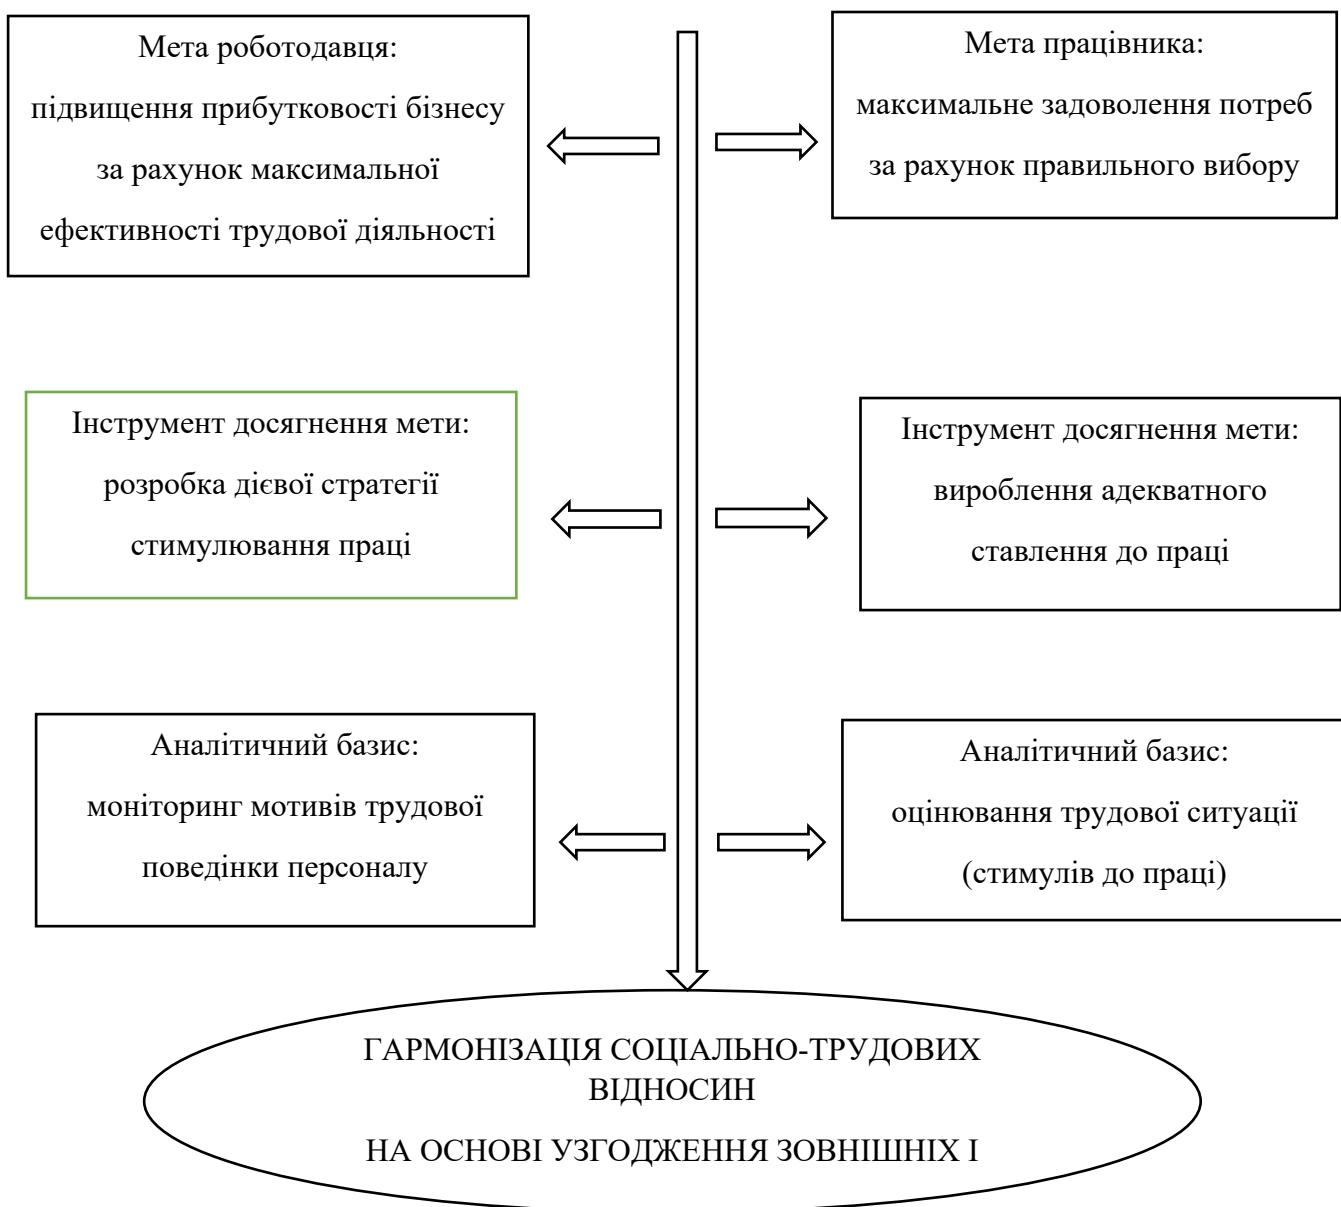 Мета роботодавця:
підвищення прибутковості бізнесу
за рахунок максимальної
ефективності трудової діяльності
Мета працівника:
максимальне задоволення потреб
за рахунок правильного вибору
Інструмент досягнення мети:
розробка дієвої стратегії
стимулювання праці
Інструмент досягнення мети:
вироблення адекватного
ставлення до праці
Аналітичний базис:
моніторинг мотивів трудової
поведінки персоналу
Аналітичний базис:
оцінювання трудової ситуації
(стимулів до праці)
ГАРМОНІЗАЦІЯ СОЦІАЛЬНО-ТРУДОВИХ
ВІДНОСИН
НА ОСНОВІ УЗГОДЖЕННЯ ЗОВНІШНІХ І